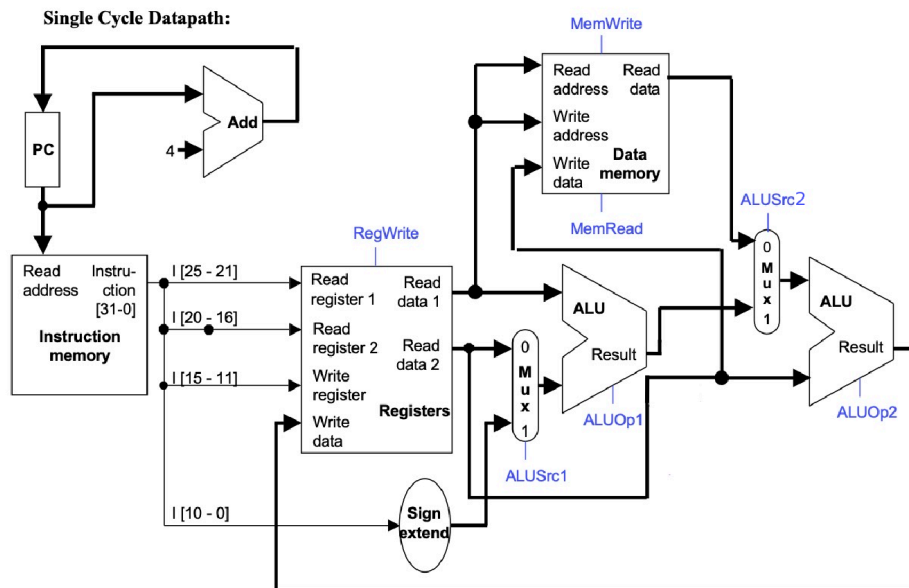 Single Cycle Datapath:
MemWrite
Read address
Read data
Write address
Write data
Data memory
MemRead
Add
PC
4
ALUSrc2
0
Mux
1
RegWrite
Read address
Instru-
ction
[31-0]
Instruction memory
I [25 - 21]
I [20 - 16]
I [15 - 11]
I [10 - 0]
Read register 1
Read data 1
Read register 2
Read data 2
Write register
Write data
Registers
0
Mux
1
ALUSrc1
ALU
Result
ALUOp1
ALU
Result
ALUOp2
Sign
extend